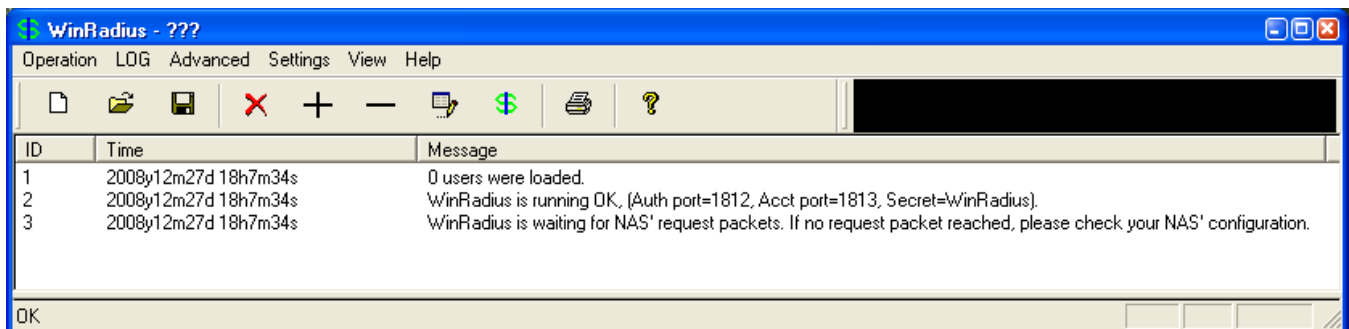 WinRadius - ???
Operation LOG Advanced Settings View Help
ID Time Message
1 2008y12m27d 18h7m34s 0 users were loaded.
2 2008y12m27d 18h7m34s WinRadius is running OK, (Auth port=1812, Acct port=1813, Secret=WinRadius).
3 2008y12m27d 18h7m34s WinRadius is waiting for NAS' request packets. If no request packet reached, please check your NAS' configuration.
OK